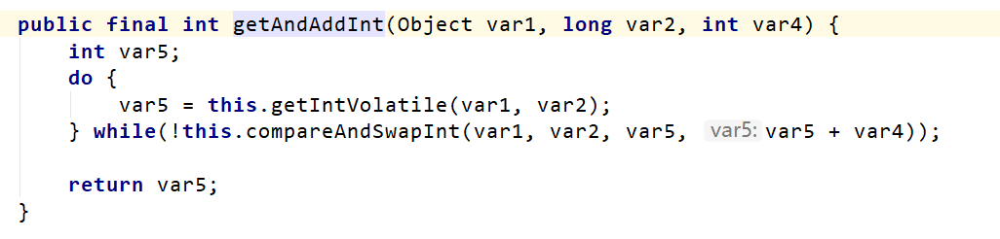 public final int getAndAddInt(Object var1, long var2, int var4) {
    int var5;
    do {
        var5 = this.getIntVolatile(var1, var2);
    } while(!this.compareAndSwapInt(var1, var2, var5, var5: var5 + var4));

    return var5;
}